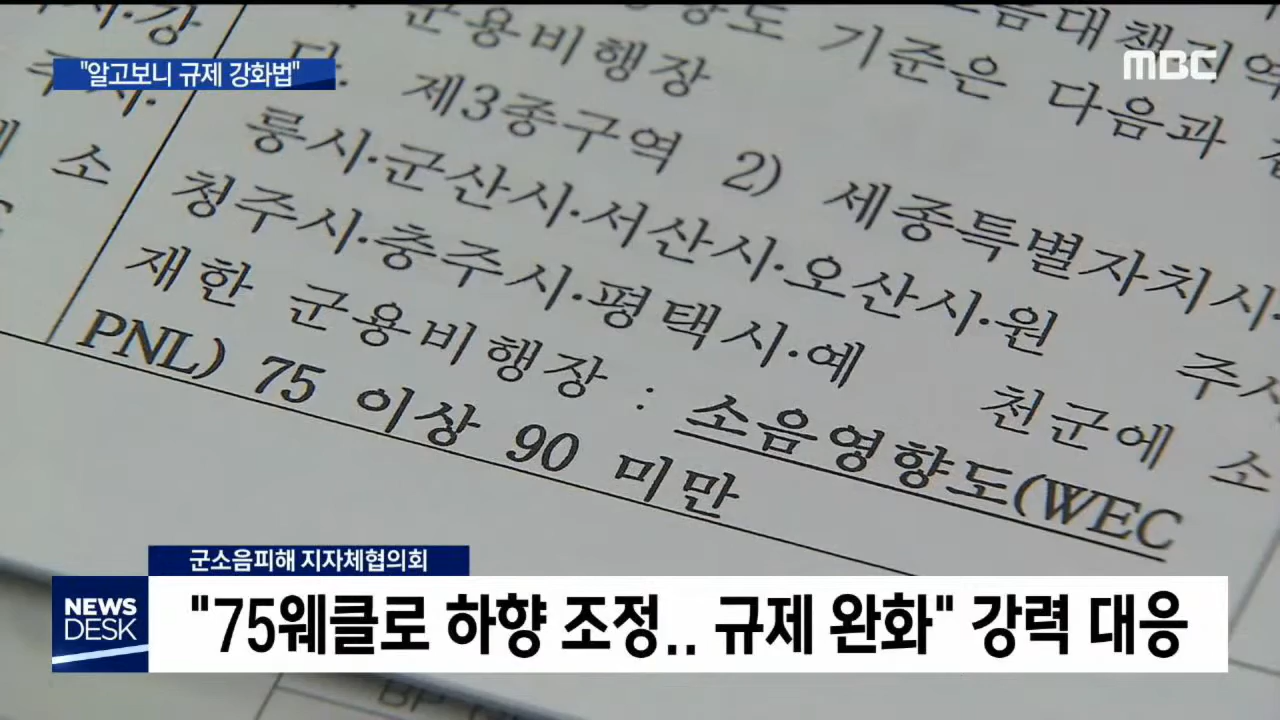 "알고보니 규제 강화법"
MBC
군용비행장
향도 기준은 다음과
제3종구역 2) 세종특별자치시·
릉시·군산시·서산시·오산시·원 주시
청주시·충주시·평택시·예 천군에 소
재한 군용비행장 : 소음영향도(WEC
PNL) 75 이상 90 미만
군소음피해 지자체협의회
NEWS
DESK
"75웨클로 하향 조정.. 규제 완화" 강력 대응